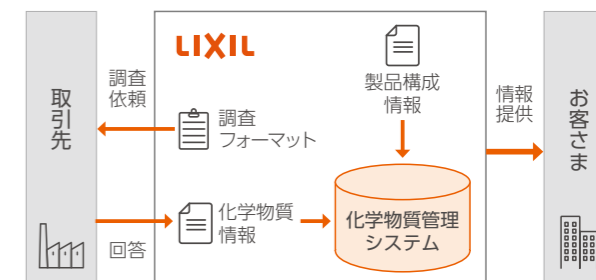 取引先
調査
依頼
回答
LIXIL
調査
フォーマット
化学物質
情報
製品構成
情報
化学物質管理
システム
情報
提供
お客さま